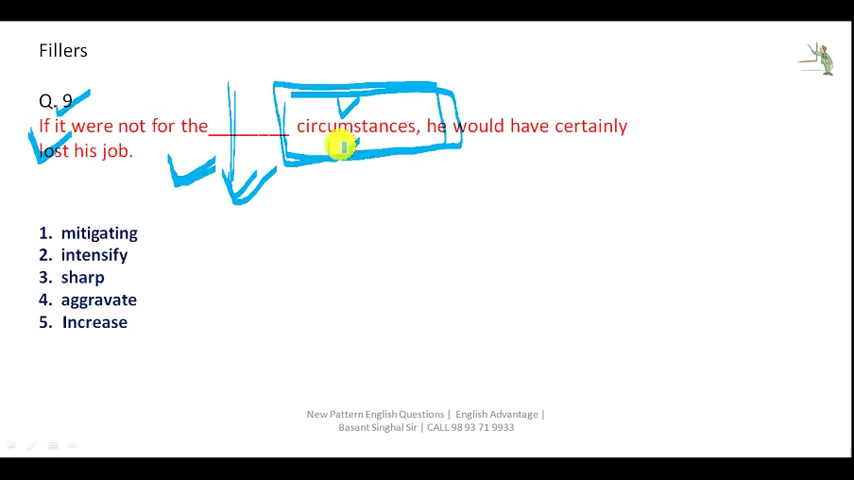 Fillers
Q. 9
If it were not for the________ circumstances, he would have certainly
lost his job.
1. mitigating
2. intensify
3. sharp
4. aggravate
5. Increase
New Pattern English Questions | English Advantage |
Basant Singhal Sir | CALL 98 93 71 9933